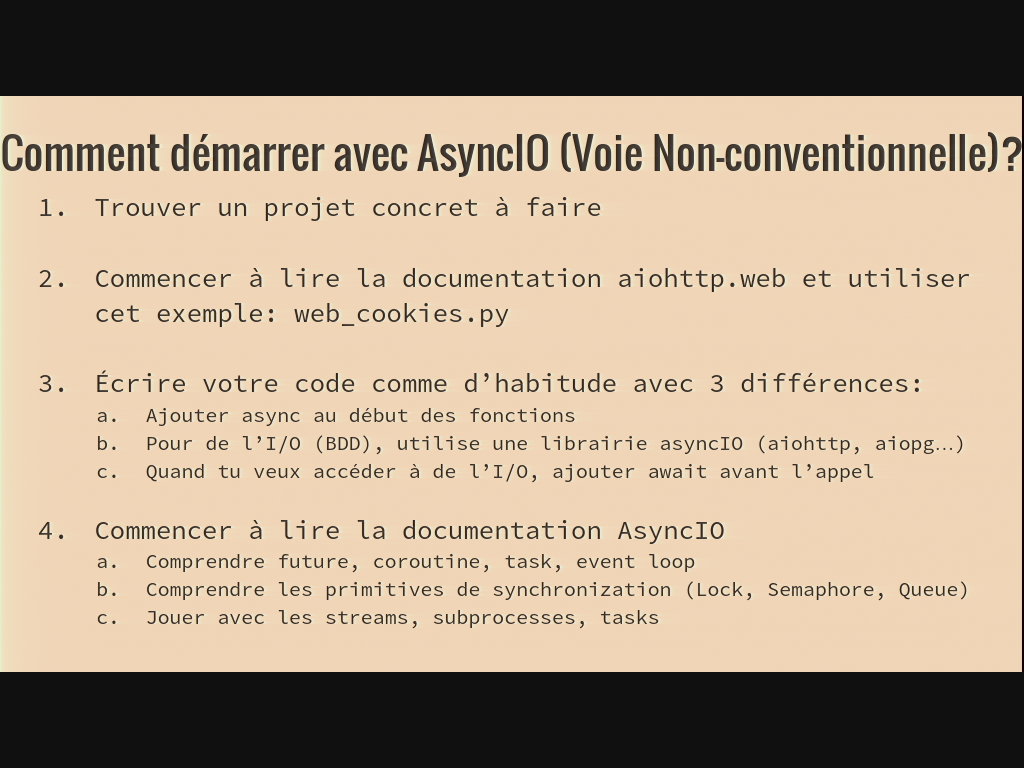 Comment démarrer avec AsyncIO (Voie Non-conventionnelle)?
1. Trouver un projet concret à faire
2. Commencer à lire la documentation aiohttp.web et utiliser
cet exemple: web_cookies.py
3. Écrire votre code comme d’habitude avec 3 différences:
a. Ajouter async au début des fonctions
b. Pour de l’I/O (BDD), utilise une librairie asyncIO (aiohttp, aiopg…)
c. Quand tu veux accéder à de l’I/O, ajouter await avant l’appel
4. Commencer à lire la documentation AsyncIO
a. Comprendre future, coroutine, task, event loop
b. Comprendre les primitives de synchronization (Lock, Semaphore, Queue)
c. Jouer avec les streams, subprocesses, tasks